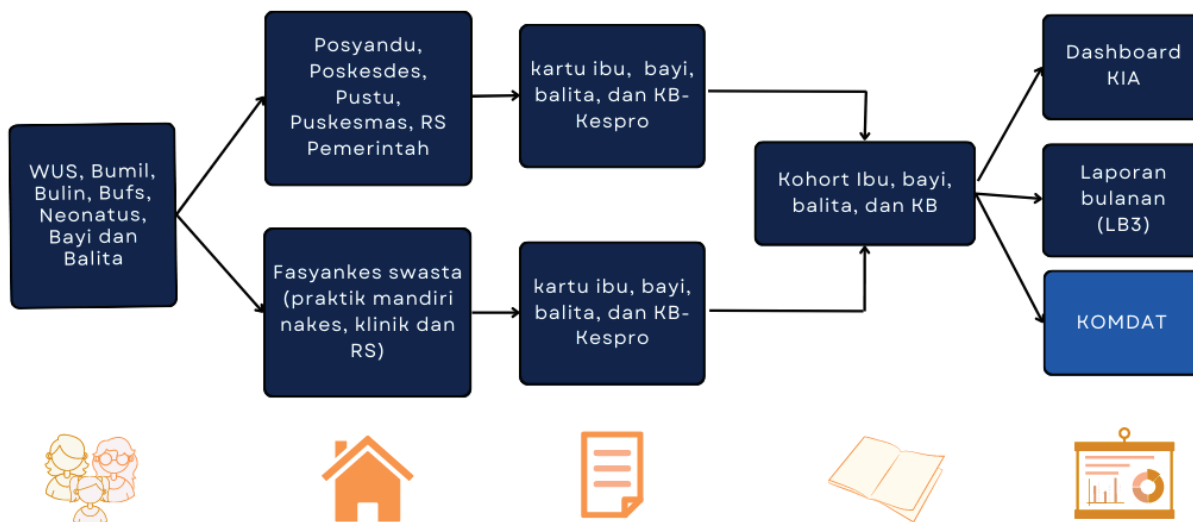 WUS, Bumil,
Bulin, Bufs,
Neonatus,
Bayi dan
Balita
Posyandu,
Poskesdes,
Pustu,
Puskesmas, RS
Pemerintah
kartu ibu, bayi,
balita, dan KB-
Kespro
Fasyankes swasta
(praktik mandiri
nakes, klinik dan
RS)
kartu ibu, bayi,
balita, dan KB-
Kespro
Kohort Ibu, bayi,
balita, dan KB
Dashboard
KIA
Laporan
bulanan
(LB3)
KOMDAT